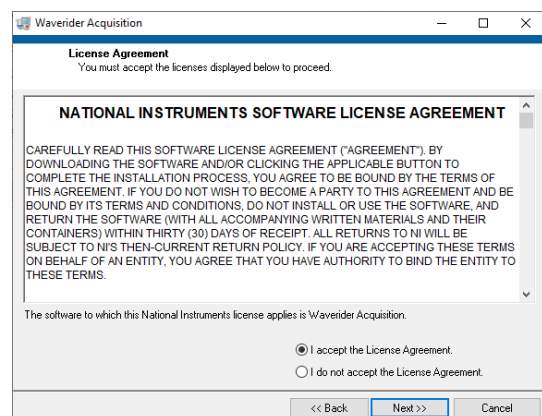 Waverider Acquisition
License Agreement
You must accept the licenses displayed below to proceed.
NATIONAL INSTRUMENTS SOFTWARE LICENSE AGREEMENT
CAREFULLY READ THIS SOFTWARE LICENSE AGREEMENT ("AGREEMENT"). BY
DOWNLOADING THE SOFTWARE AND/OR CLICKING THE APPLICABLE BUTTON TO
COMPLETE THE INSTALLATION PROCESS, YOU AGREE TO BE BOUND BY THE TERMS OF
THIS AGREEMENT. IF YOU DO NOT WISH TO BECOME A PARTY TO THIS AGREEMENT AND BE
BOUND BY ITS TERMS AND CONDITIONS, DO NOT INSTALL OR USE THE SOFTWARE, AND
RETURN THE SOFTWARE (WITH ALL ACCOMPANYING WRITTEN MATERIALS AND THEIR
CONTAINERS) WITHIN THIRTY (30) DAYS OF RECEIPT. ALL RETURNS TO NI WILL BE
SUBJECT TO NI'S THEN-CURRENT RETURN POLICY. IF YOU ARE ACCEPTING THESE TERMS
ON BEHALF OF AN ENTITY, YOU AGREE THAT YOU HAVE AUTHORITY TO BIND THE ENTITY TO
THESE TERMS.
The software to which this National Instruments license applies is Waverider Acquisition.
I accept the License Agreement.
I do not accept the License Agreement.
<< Back
Next >>
Cancel